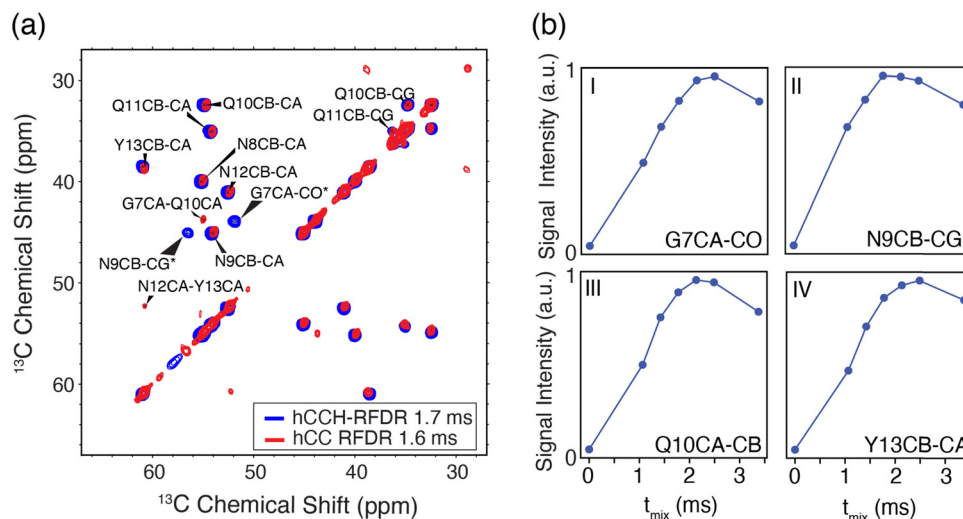 (a)
(b)
30
40
50
60
¹³C Chemical Shift (ppm)
Q11CB-CA
Q10CB-CA
Q10CB-CG
Q11CB-CG
Y13CB-CA
N8CB-CA
N12CB-CA
G7CA-CO*
G7CA-Q10CA
N9CB-CG*
N9CB-CA
N12CA-Y13CA
hCCH-RFDR 1.7 ms
hCC RFDR 1.6 ms
60
50
40
30
¹³C Chemical Shift (ppm)
Signal Intensity (a.u.)
1
0
I
G7CA-CO
II
N9CB-CG
Signal Intensity (a.u.)
1
0
III
Q10CA-CB
IV
Y13CB-CA
0 1 2 3
t_mix (ms)
0 1 2 3
t_mix (ms)